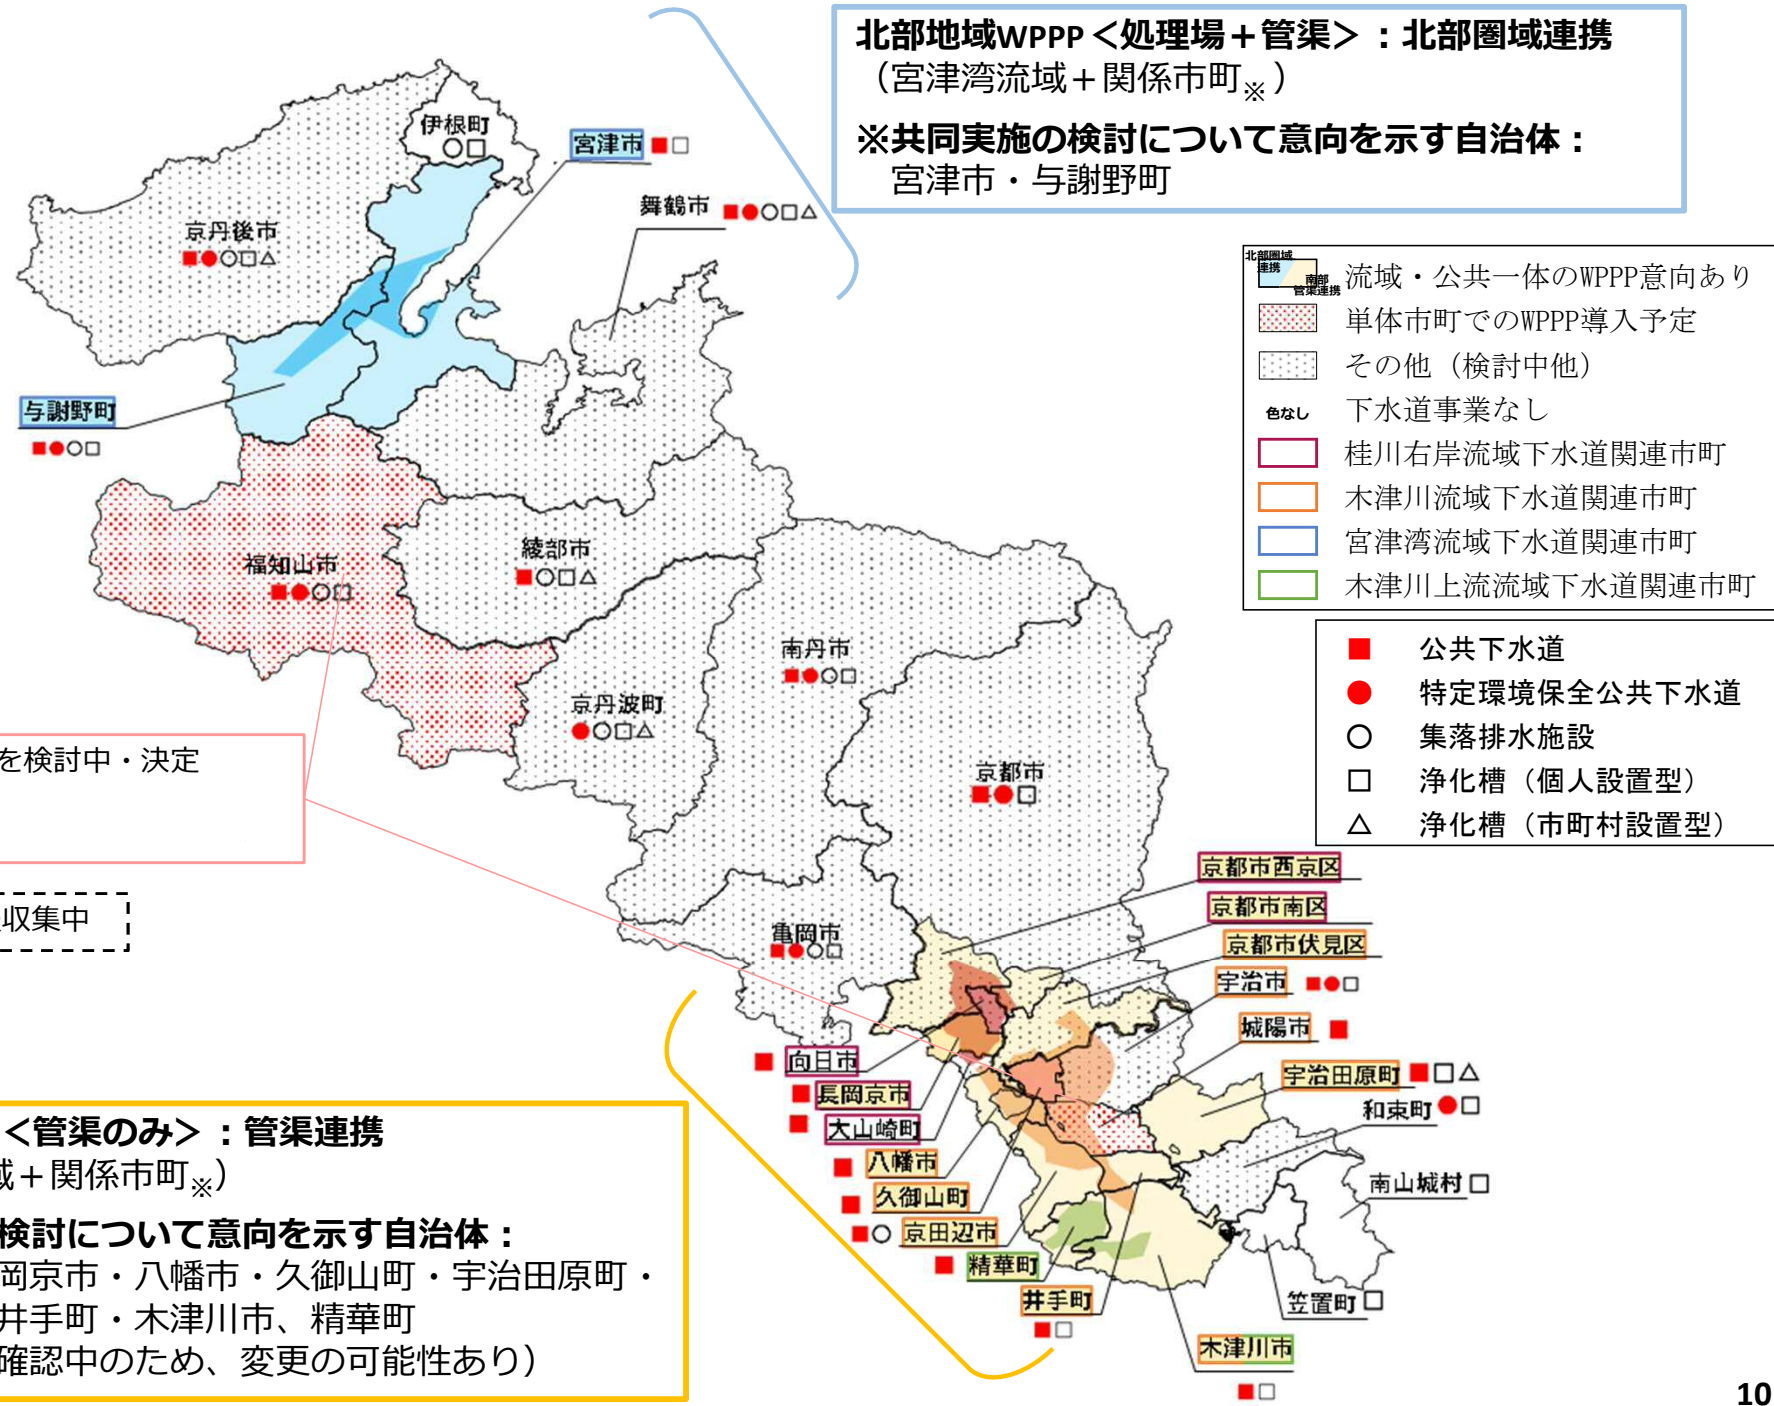 北部地域WPPP＜処理場＋管渠＞：北部圏域連携
（宮津湾流域＋関係市町※）
※共同実施の検討について意向を示す自治体：
宮津市・与謝野町
伊根町
○□
宮津市 ■□
舞鶴市 ■●○□△
京丹後市
■●○□△
与謝野町
■●○□
北部圏域
連携
南部
管渠連携
流域・公共一体のWPPP意向あり
単体市町でのWPPP導入予定
その他（検討中他）
色なし 下水道事業なし
桂川右岸流域下水道関連市町
木津川流域下水道関連市町
宮津湾流域下水道関連市町
木津川上流流域下水道関連市町
■ 公共下水道
● 特定環境保全公共下水道
○ 集落排水施設
□ 浄化槽（個人設置型）
△ 浄化槽（市町村設置型）
福知山市
■●○□
綾部市
■○□△
南丹市
■●○□
京丹波町
●○□△
京都市
■●□
亀岡市
■●○□
を検討中・決定
収集中
京都市西京区
京都市南区
京都市伏見区
宇治市 ■●□
城陽市 ■
宇治田原町 ■□△
和束町 ●□
南山城村 □
笠置町 □
■ 向日市
■ 長岡京市
■ 大山崎町
■ 八幡市
■ 久御山町
■○ 京田辺市
■ 精華町
井手町
■□
木津川市
■□
＜管渠のみ＞：管渠連携
域＋関係市町※）
検討について意向を示す自治体：
岡京市・八幡市・久御山町・宇治田原町・
井手町・木津川市、精華町
確認中のため、変更の可能性あり）
10